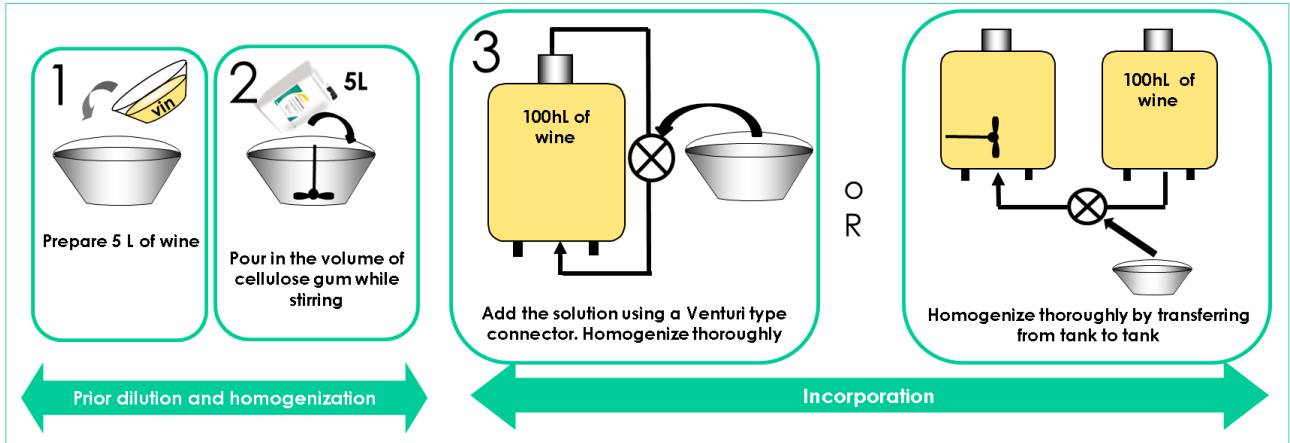 1
vin
Prepare 5 L of wine
2
5L
Pour in the volume of
cellulose gum while
stirring
3
100hL of
wine
Add the solution using a Venturi type
connector. Homogenize thoroughly
O
R
100hL of
wine
Homogenize thoroughly by transferring
from tank to tank
Prior dilution and homogenization
Incorporation